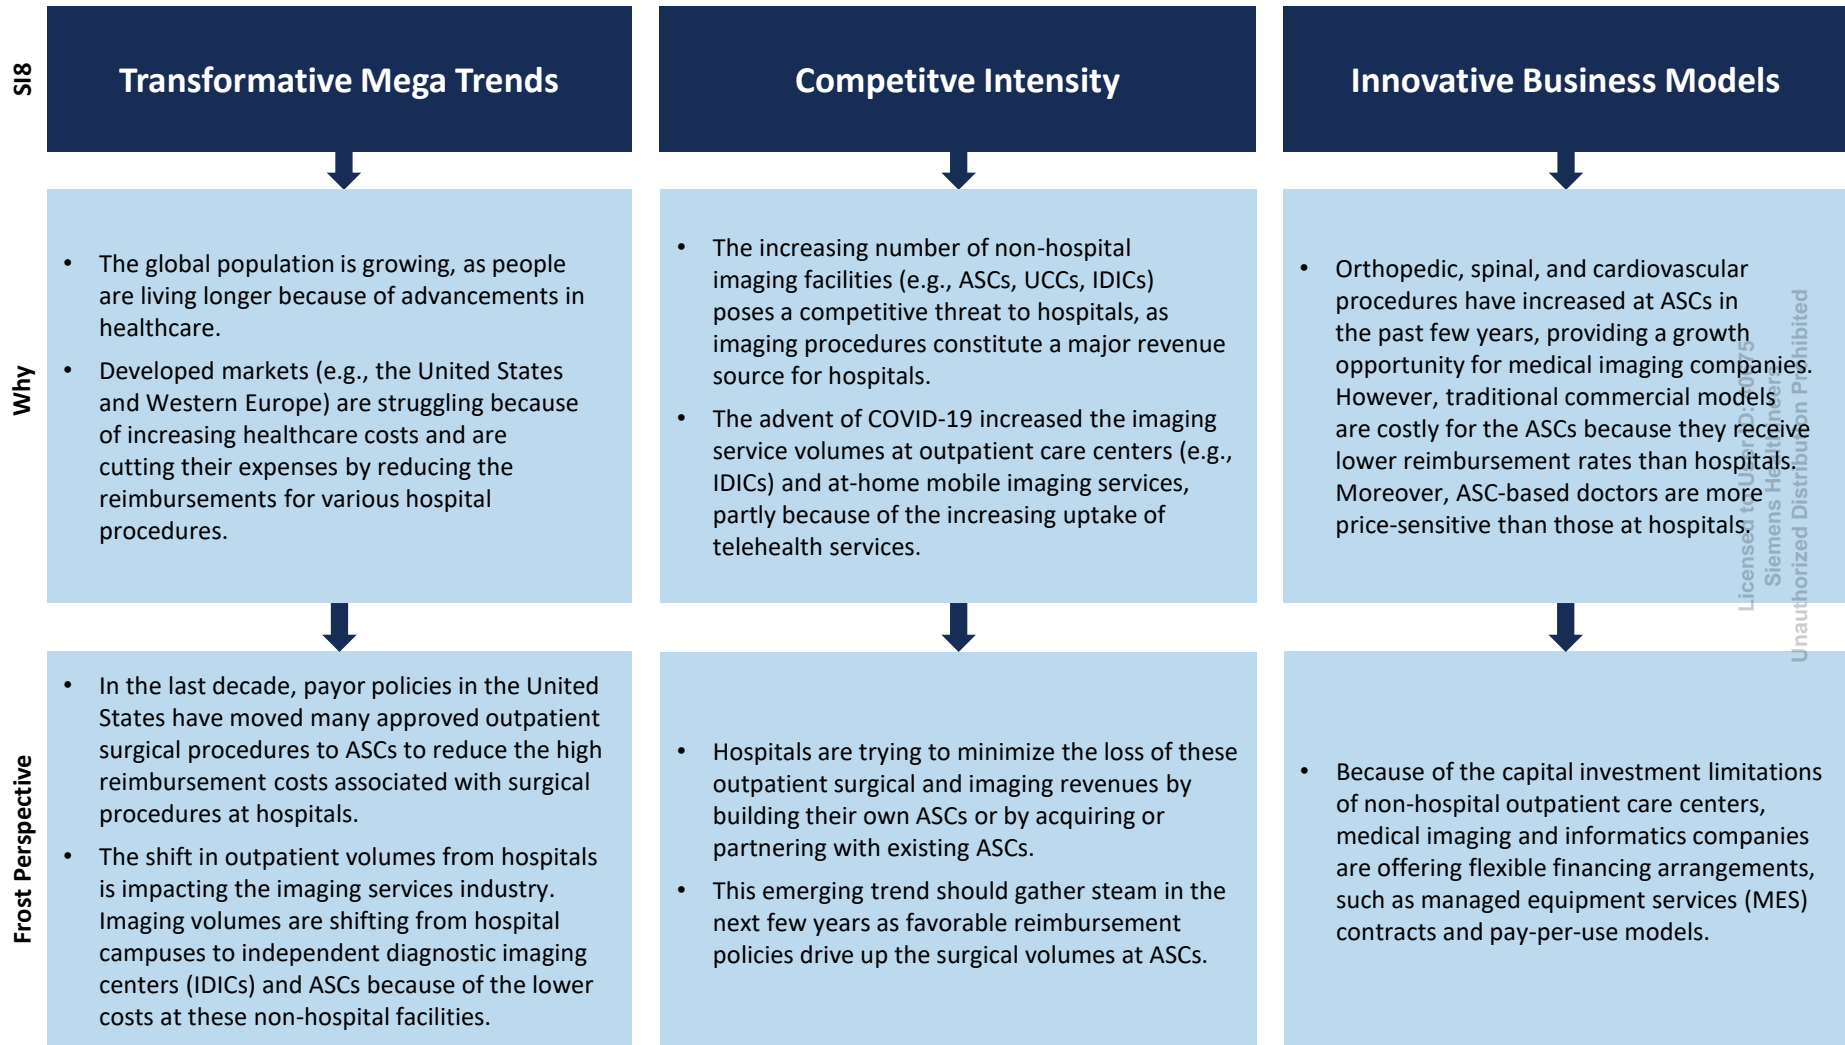 SI8
Transformative Mega Trends
Competitve Intensity
Innovative Business Models
Why
• The global population is growing, as people
are living longer because of advancements in
healthcare.
• Developed markets (e.g., the United States
and Western Europe) are struggling because
of increasing healthcare costs and are
cutting their expenses by reducing the
reimbursements for various hospital
procedures.
• The increasing number of non-hospital
imaging facilities (e.g., ASCs, UCCs, IDICs)
poses a competitive threat to hospitals, as
imaging procedures constitute a major revenue
source for hospitals.
• The advent of COVID-19 increased the imaging
service volumes at outpatient care centers (e.g.,
IDICs) and at-home mobile imaging services,
partly because of the increasing uptake of
telehealth services.
• Orthopedic, spinal, and cardiovascular
procedures have increased at ASCs in
the past few years, providing a growth
opportunity for medical imaging companies.
However, traditional commercial models
are costly for the ASCs because they receive
lower reimbursement rates than hospitals.
Moreover, ASC-based doctors are more
price-sensitive than those at hospitals.
Licensed to User ID:
Siemens Healthineers
Unauthorized Distribution Prohibited
Frost Perspective
• In the last decade, payor policies in the United
States have moved many approved outpatient
surgical procedures to ASCs to reduce the high
reimbursement costs associated with surgical
procedures at hospitals.
• The shift in outpatient volumes from hospitals
is impacting the imaging services industry.
Imaging volumes are shifting from hospital
campuses to independent diagnostic imaging
centers (IDICs) and ASCs because of the lower
costs at these non-hospital facilities.
• Hospitals are trying to minimize the loss of these
outpatient surgical and imaging revenues by
building their own ASCs or by acquiring or
partnering with existing ASCs.
• This emerging trend should gather steam in the
next few years as favorable reimbursement
policies drive up the surgical volumes at ASCs.
• Because of the capital investment limitations
of non-hospital outpatient care centers,
medical imaging and informatics companies
are offering flexible financing arrangements,
such as managed equipment services (MES)
contracts and pay-per-use models.